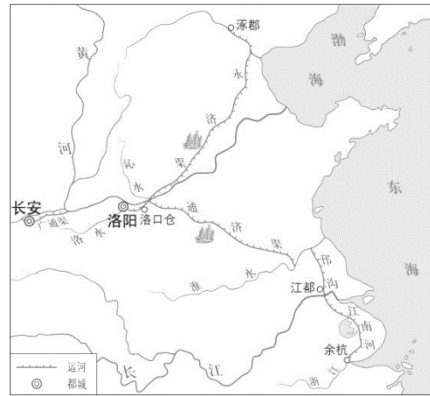 涿郡
渤
海
黄
河
永
济
渠
沁
水
东
海
长安
广通渠
洛水
洛阳
洛口仓
通
济
渠
淮
水
邗
沟
江都
江
南
河
余杭
浙江
长
江
运河
都城